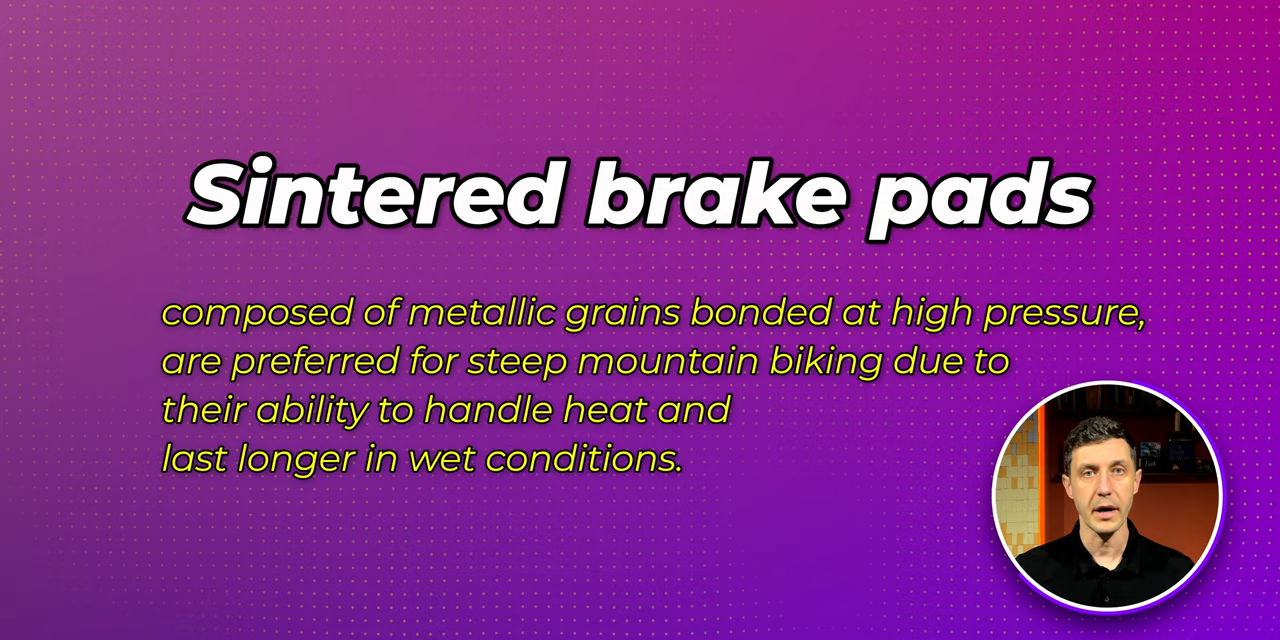 Sintered brake pads
composed of metallic grains bonded at high pressure,
are preferred for steep mountain biking due to
their ability to handle heat and
last longer in wet conditions.